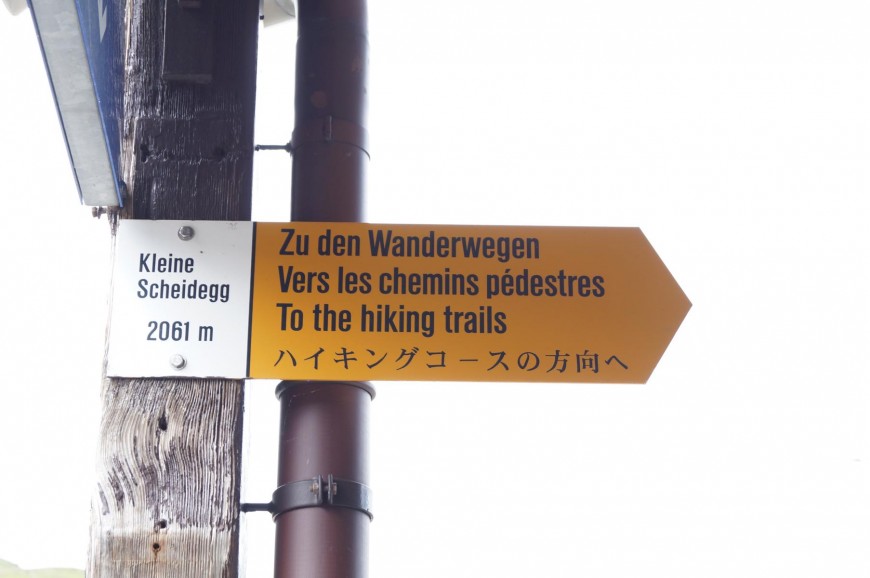 Kleine
Scheidegg
2061 m
Zu den Wanderwegen
Vers les chemins pédestres
To the hiking trails
ハイキングコースの方向へ